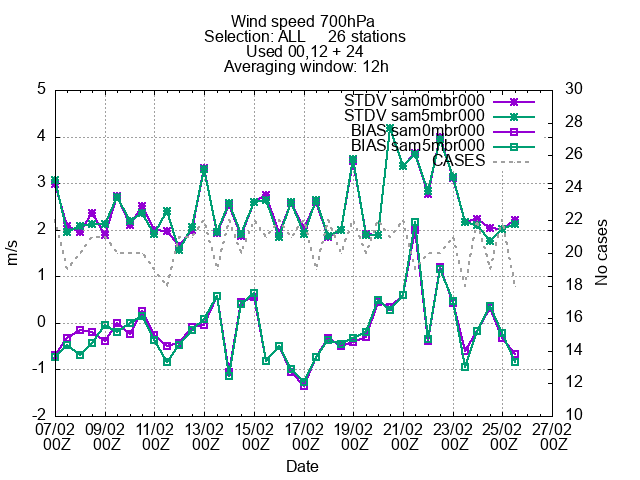 Wind speed 700hPa
Selection: ALL 26 stations
Used 00,12 + 24
Averaging window: 12h
STDV sam0mbr000
STDV sam5mbr000
BIAS sam0mbr000
BIAS sam5mbr000
CASES
5
4
3
2
1
0
-1
-2
m/s
30
28
26
24
22
20
18
16
14
12
10
No cases
07/02 09/02 11/02 13/02 15/02 17/02 19/02 21/02 23/02 25/02 27/02
00Z 00Z 00Z 00Z 00Z 00Z 00Z 00Z 00Z 00Z 00Z
Date